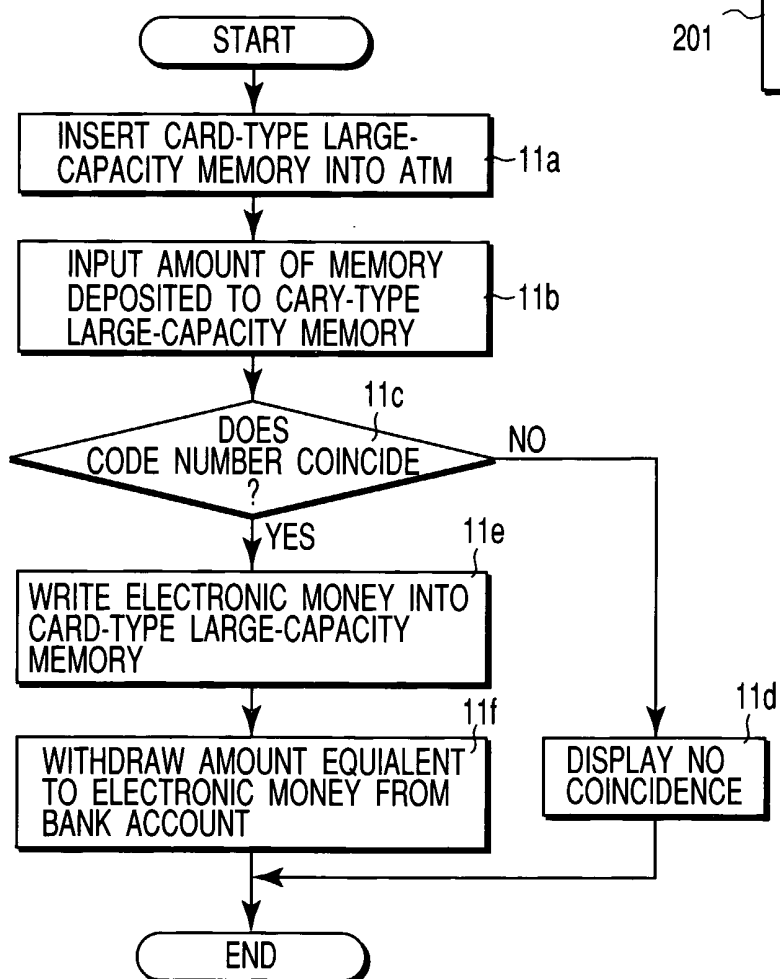 START
201
INSERT CARD-TYPE LARGE-
CAPACITY MEMORY INTO ATM
11a
INPUT AMOUNT OF MEMORY
DEPOSITED TO CARY-TYPE
LARGE-CAPACITY MEMORY
11b
11c
DOES
CODE NUMBER COINCIDE
?
NO
YES
11e
WRITE ELECTRONIC MONEY INTO
CARD-TYPE LARGE-CAPACITY
MEMORY
11f
WITHDRAW AMOUNT EQUIALENT
TO ELECTRONIC MONEY FROM
BANK ACCOUNT
11d
DISPLAY NO
COINCIDENCE
END